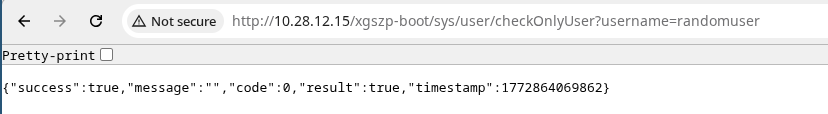 Not secure http://10.28.12.15/xgszp-boot/sys/user/checkOnlyUser?username=randomuser
Pretty-print
{"success":true,"message":"","code":0,"result":true,"timestamp":1772864069862}